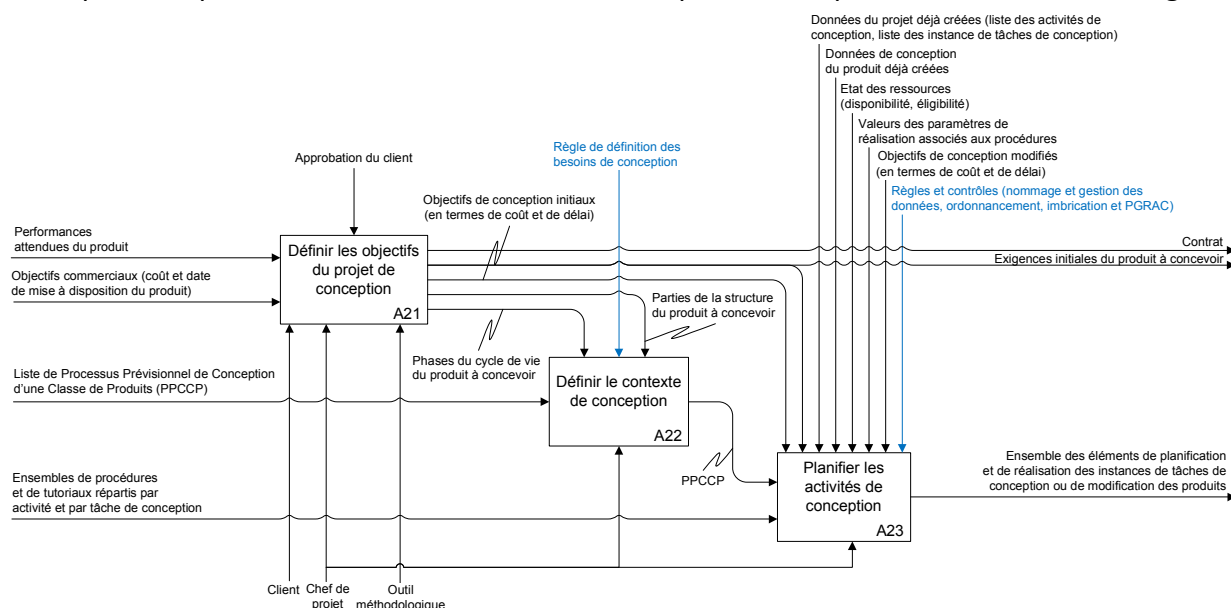 Données du projet déjà créées (liste des activités de
conception, liste des instance de tâches de conception)
Données de conception
du produit déjà créées
Etat des ressources
(disponibilité, éligibilité)
Valeurs des paramètres de
réalisation associés aux procédures
Objectifs de conception modifiés
(en termes de coût et de délai)
Règles et contrôles (nommage et gestion des
données, ordonnancement, imbrication et PGRAC)
Règle de définition des
besoins de conception
Approbation du client
Objectifs de conception initiaux
(en termes de coût et de délai)
Performances
attendues du produit
Définir les objectifs
du projet de
conception
A21
Contrat
Exigences initiales du produit à concevoir
Objectifs commerciaux (coût et date
de mise à disposition du produit)
Parties de la structure
du produit à concevoir
Phases du cycle de vie
du produit à concevoir
Liste de Processus Prévisionnel de Conception
d'une Classe de Produits (PPCCP)
Définir le contexte
de conception
A22
PPCCP
Planifier les
activités de
conception
A23
Ensemble des éléments de planification
et de réalisation des instances de tâches de
conception ou de modification des produits
Ensembles de procédures
et de tutoriaux répartis par
activité et par tâche de conception
Client
Chef de
projet
Outil
méthodologique